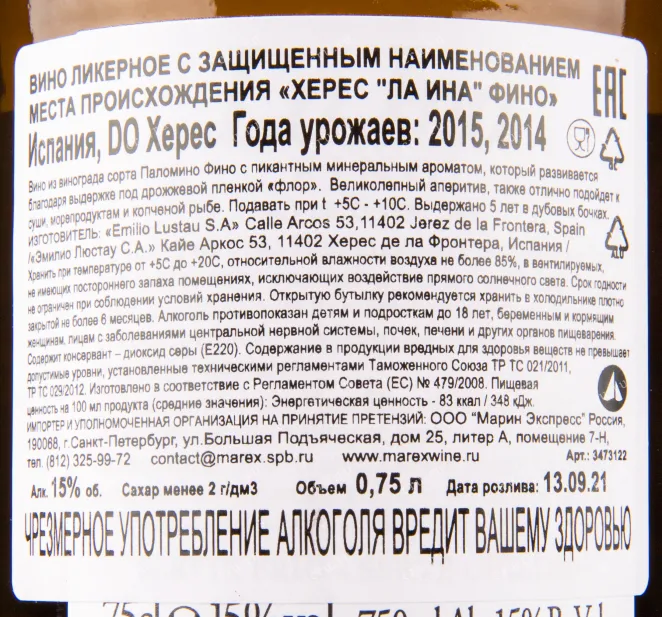 ВИНО ЛИКЕРНОЕ С ЗАЩИЩЕННЫМ НАИМЕНОВАНИЕМ
МЕСТА ПРОИСХОЖДЕНИЯ «ХЕРЕС "ЛА ИНА" ФИНО»
EAC
Испания, DO Херес Года урожаев: 2015, 2014
Вино из винограда сорта Паломино Фино с пикантным минеральным ароматом, который развивается
благодаря выдержке под дрожжевой пленкой «флор». Великолепный аперитив, также отлично подойдет к
суши, морепродуктам и копченой рыбе. Подавать при t +5C - +10C. Выдержано 5 лет в дубовых бочках.
ИЗГОТОВИТЕЛЬ: «Emilio Lustau S.A» Calle Arcos 53,11402 Jerez de la Frontera, Spain
/«Эмилио Люстау С.А.» Кайе Аркос 53, 11402 Херес де ла Фронтера, Испания /
ALU
Хранить при температуре от +5С до +20С, относительной влажности воздуха не более 85%, в вентилируемых,
не имеющих постороннего запаха помещениях, исключающих воздействие прямого солнечного света. Срок годности
не ограничен при соблюдении условий хранения. Открытую бутылку рекомендуется хранить в холодильнике плотно
закрытой не более 6 месяцев. Алкоголь противопоказан детям и подросткам до 18 лет, беременным и кормящим
женщинам, лицам с заболеваниями центральной нервной системы, почек, печени и других органов пищеварения.
Содержит консервант – диоксид серы (Е220). Содержание в продукции вредных для здоровья веществ не превышает
допустимые уровни, установленные техническими регламентами Таможенного Союза ТР ТС 021/2011,
ТР ТС 029/2012. Изготовлено в соответствие с Регламентом Совета (ЕС) № 479/2008. Пищевая
ценность на 100 мл продукта (средние значения): Энергетическая ценность - 83 ккал / 348 кДж.
ИМПОРТЕР И УПОЛНОМОЧЕННАЯ ОРГАНИЗАЦИЯ НА ПРИНЯТИЕ ПРЕТЕНЗИЙ: ООО "Марин Экспресс" Россия,
190068, г.Санкт-Петербург, ул.Большая Подъяческая, дом 25, литер А, помещение 7-Н,
тел. (812) 325-99-72 contact@marex.spb.ru www.marexwine.ru Арт.: 3473122
Алк. 15% об. Сахар менее 2 г/дм3 Объем 0,75 л Дата розлива: 13.09.21
ЧРЕЗМЕРНОЕ УПОТРЕБЛЕНИЕ АЛКОГОЛЯ ВРЕДИТ ВАШЕМУ ЗДОРОВЬЮ
75cl 15%